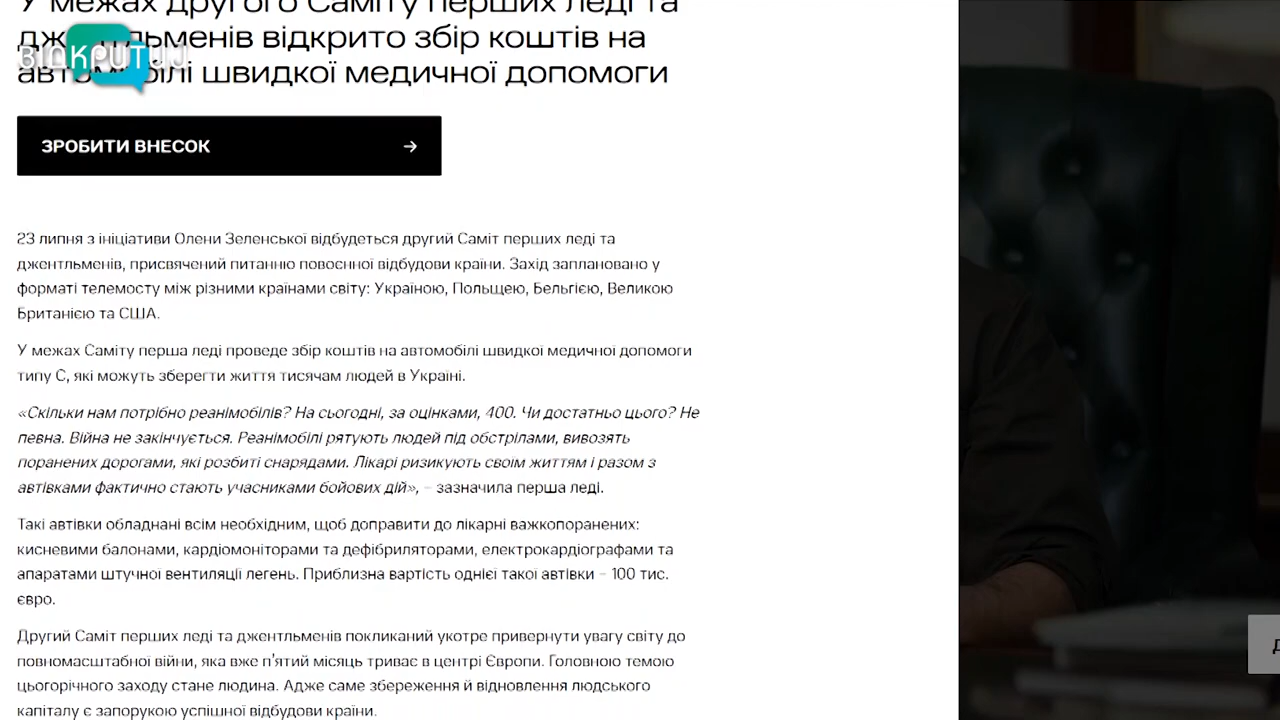 У межах другого Саміту перших леді та
джентльменів відкрито збір коштів на
автомобілі швидкої медичної допомоги
ВІДКРИТИЙ
ЗРОБИТИ ВНЕСОК →
23 липня з ініціативи Олени Зеленської відбудеться другий Саміт перших леді та
джентльменів, присвячений питанню повоєнної відбудови країни. Захід заплановано у
форматі телемосту між різними країнами світу: Україною, Польщею, Бельгією, Великою
Британією та США.
У межах Саміту перша леді проведе збір коштів на автомобілі швидкої медичної допомоги
типу С, які можуть зберегти життя тисячам людей в Україні.
«Скільки нам потрібно реанімобілів? На сьогодні, за оцінками, 400. Чи достатньо цього? Не
певна. Війна не закінчується. Реанімобілі рятують людей під обстрілами, вивозять
поранених дорогами, які розбиті снарядами. Лікарі ризикують своїм життям і разом з
автівками фактично стають учасниками бойових дій», – зазначила перша леді.
Такі автівки обладнані всім необхідним, щоб доправити до лікарні важкопоранених:
кисневими балонами, кардіомоніторами та дефібриляторами, електрокардіографами та
апаратами штучної вентиляції легень. Приблизна вартість однієї такої автівки – 100 тис.
євро.
Другий Саміт перших леді та джентльменів покликаний укотре привернути увагу світу до
повномасштабної війни, яка вже п'ятий місяць триває в центрі Європи. Головною темою
цьогорічного заходу стане людина. Адже саме збереження й відновлення людського
капіталу є запорукою успішної відбудови країни.